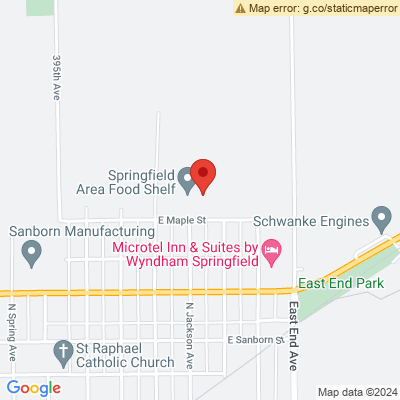 Map error: g.co/staticmaperror
395th Ave
Springfield
Area Food Shelf
E Maple St
Schwanke Engines
Sanborn Manufacturing
Microtel Inn & Suites by
Wyndham Springfield
East End Park
N Spring Ave
N Jackson Ave
East End Ave
E Sanborn St
St Raphael
Catholic Church
Google
Map data ©2024